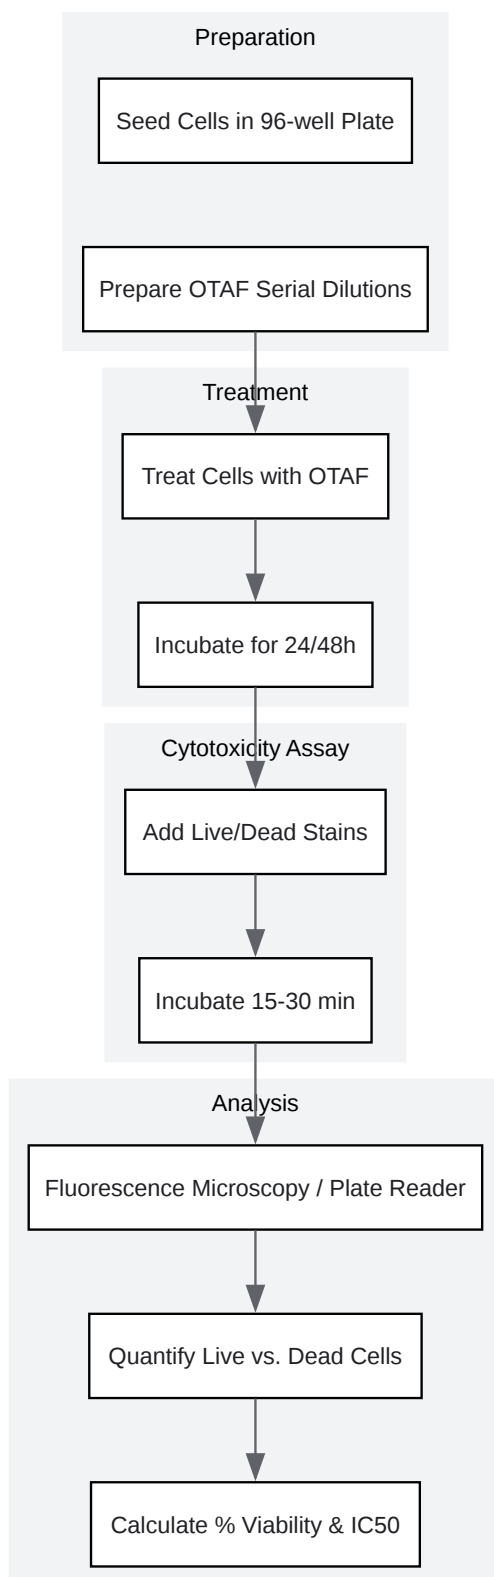 Preparation
Seed Cells in 96-well Plate
Prepare OTAF Serial Dilutions
Treatment
Treat Cells with OTAF
Incubate for 24/48h
Cytotoxicity Assay
Add Live/Dead Stains
Incubate 15-30 min
Analysis
Fluorescence Microscopy / Plate Reader
Quantify Live vs. Dead Cells
Calculate % Viability & IC50